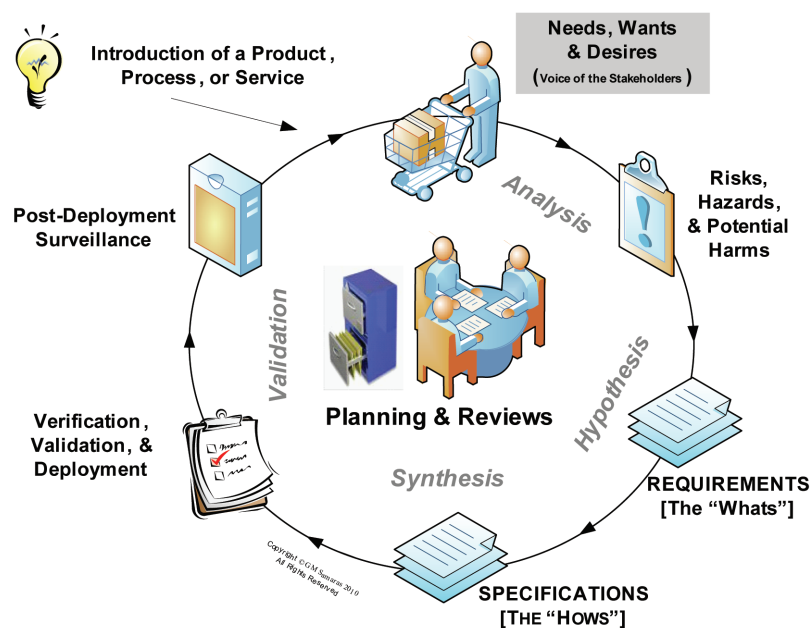 Introduction of a Product,
Process, or Service
Needs, Wants
& Desires
(Voice of the Stakeholders)
Analysis
Risks,
Hazards,
& Potential
Harms
Post-Deployment
Surveillance
Validation
Hypothesis
Planning & Reviews
Verification,
Validation, &
Deployment
Synthesis
REQUIREMENTS
[The “Whats”]
Copyright © GM Samaras 2010
All Rights Reserved
SPECIFICATIONS
[THE “HOWS”]